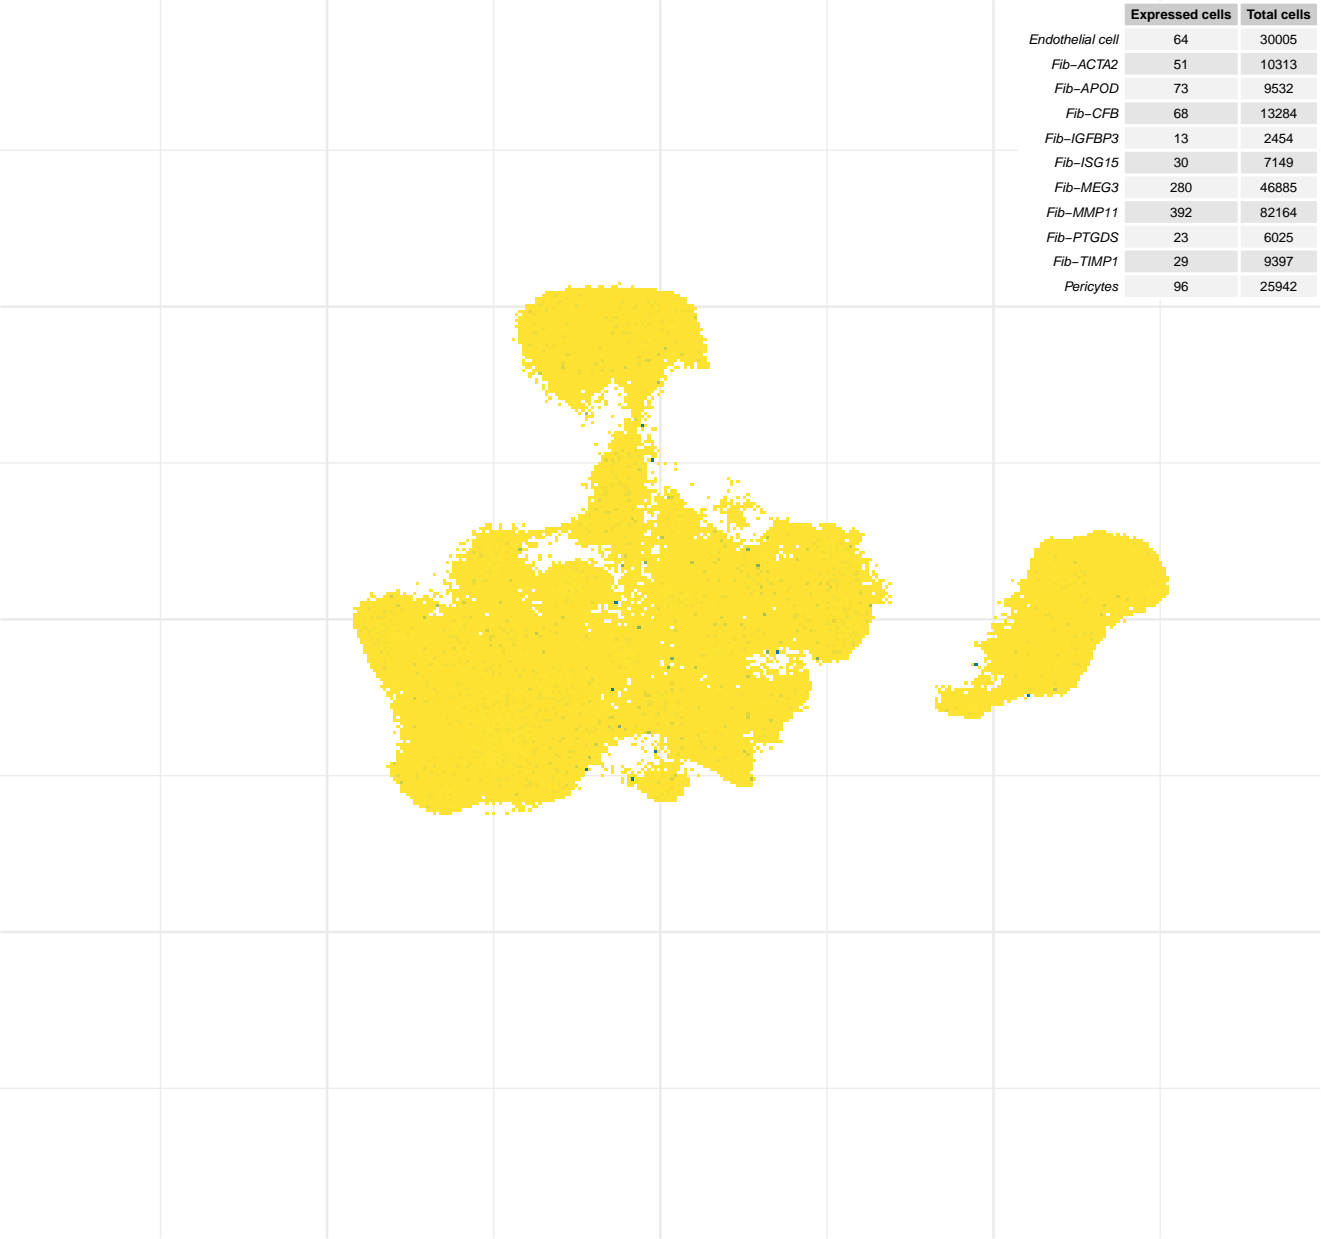 Expressed cells Total cells
Endothelial cell 64 30005
Fib−ACTA2 51 10313
Fib−APOD 73 9532
Fib−CFB 68 13284
Fib−IGFBP3 13 2454
Fib−ISG15 30 7149
Fib−MEG3 280 46885
Fib−MMP11 392 82164
Fib−PTGDS 23 6025
Fib−TIMP1 29 9397
Pericytes 96 25942